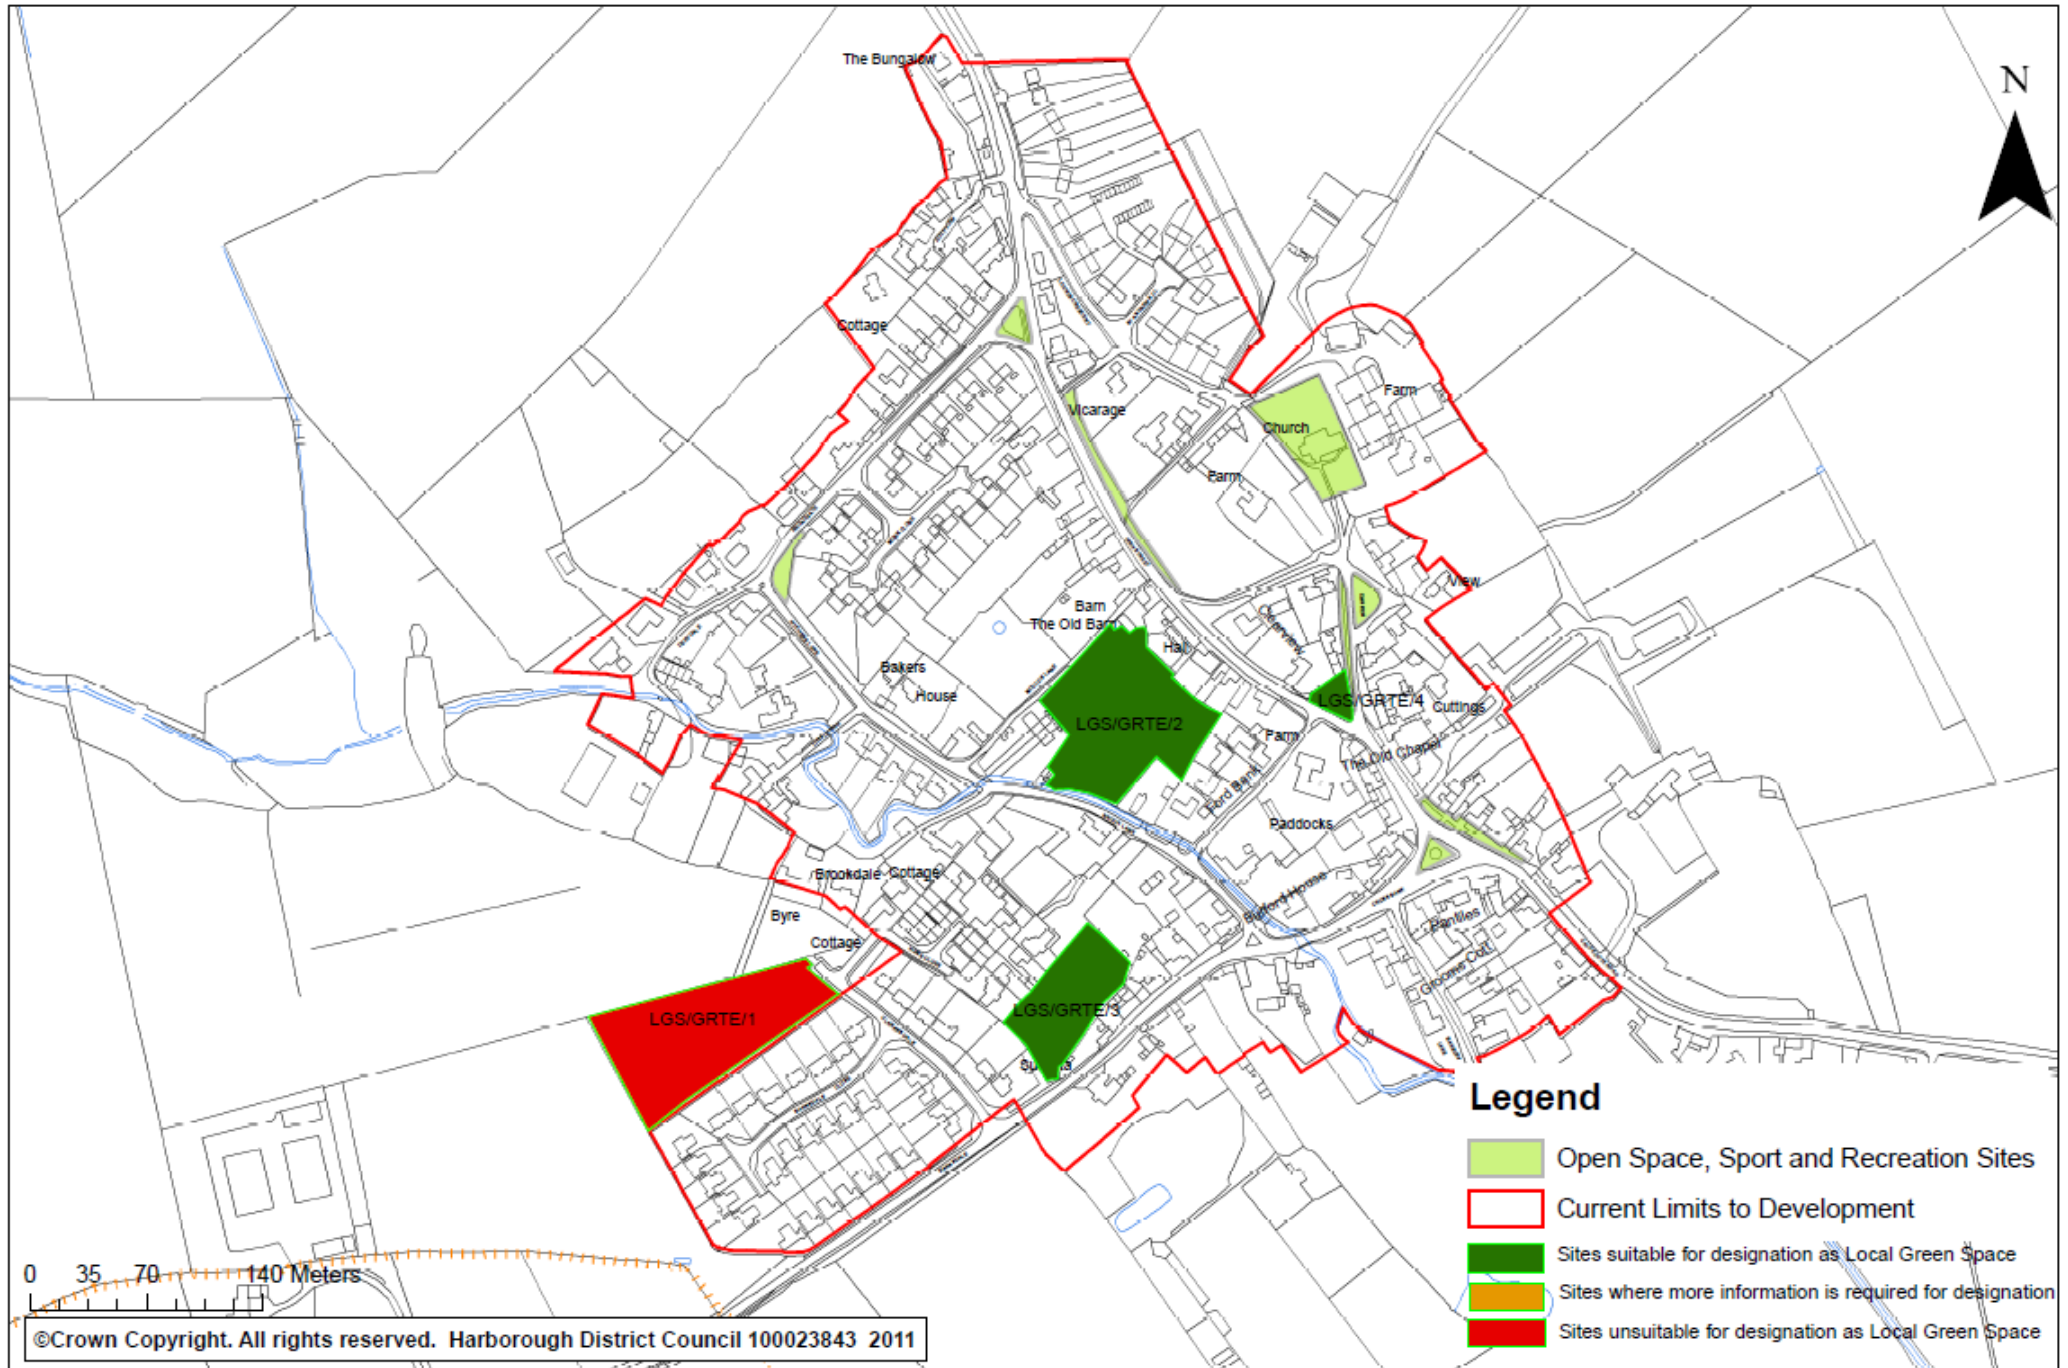 The Bungalow
N
Cottage
Vicarage
Farm
Church
Farm
View
Barn
The Old Barn
Hall
Clearview
Bakers
House
LGS/GRTE/2
LGS/GRTE/4
Cuttings
Farm
The Old Chapel
Ford Bank
Paddocks
Brookdale Cottage
Byre
Cottage
Pantiles
Grooms Cott
LGS/GRTE/1
LGS/GRTE/3
Legend
Open Space, Sport and Recreation Sites
Current Limits to Development
Sites suitable for designation as Local Green Space
Sites where more information is required for designation
Sites unsuitable for designation as Local Green Space
0 35 70 140 Meters
©Crown Copyright. All rights reserved. Harborough District Council 100023843 2011